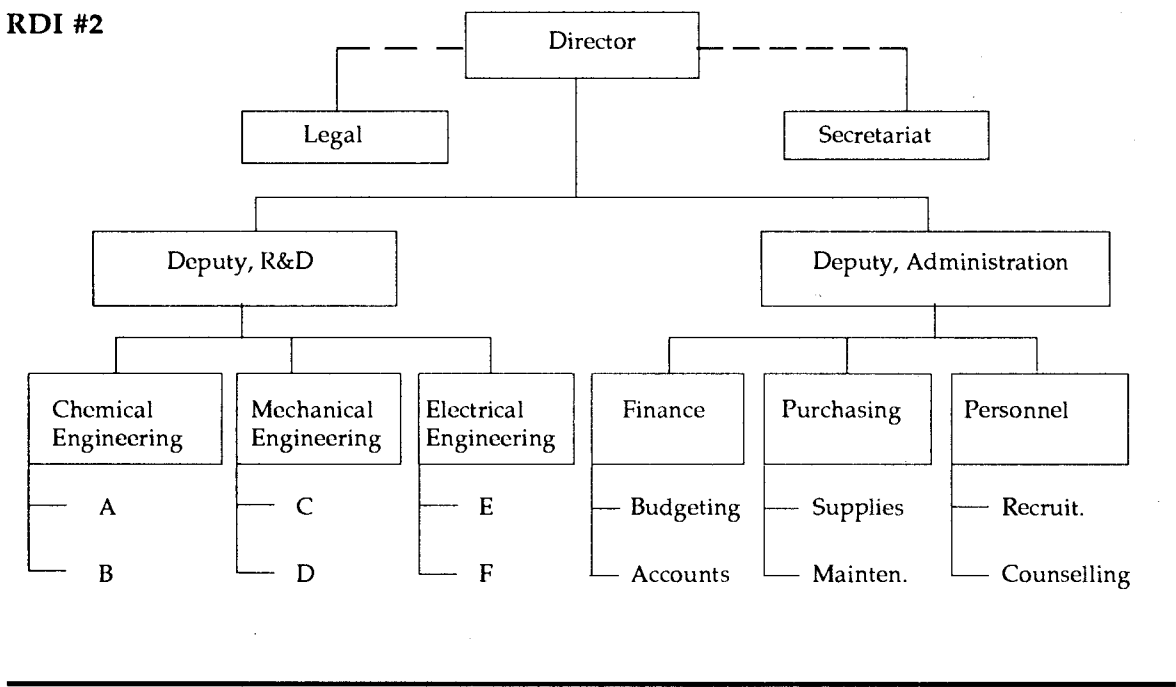 RDI #2
Director
Legal
Secretariat
Deputy, R&D
Deputy, Administration
Chemical
Engineering
Mechanical
Engineering
Electrical
Engineering
Finance
Purchasing
Personnel
A
C
E
Budgeting
Supplies
Recruit.
B
D
F
Accounts
Mainten.
Counselling